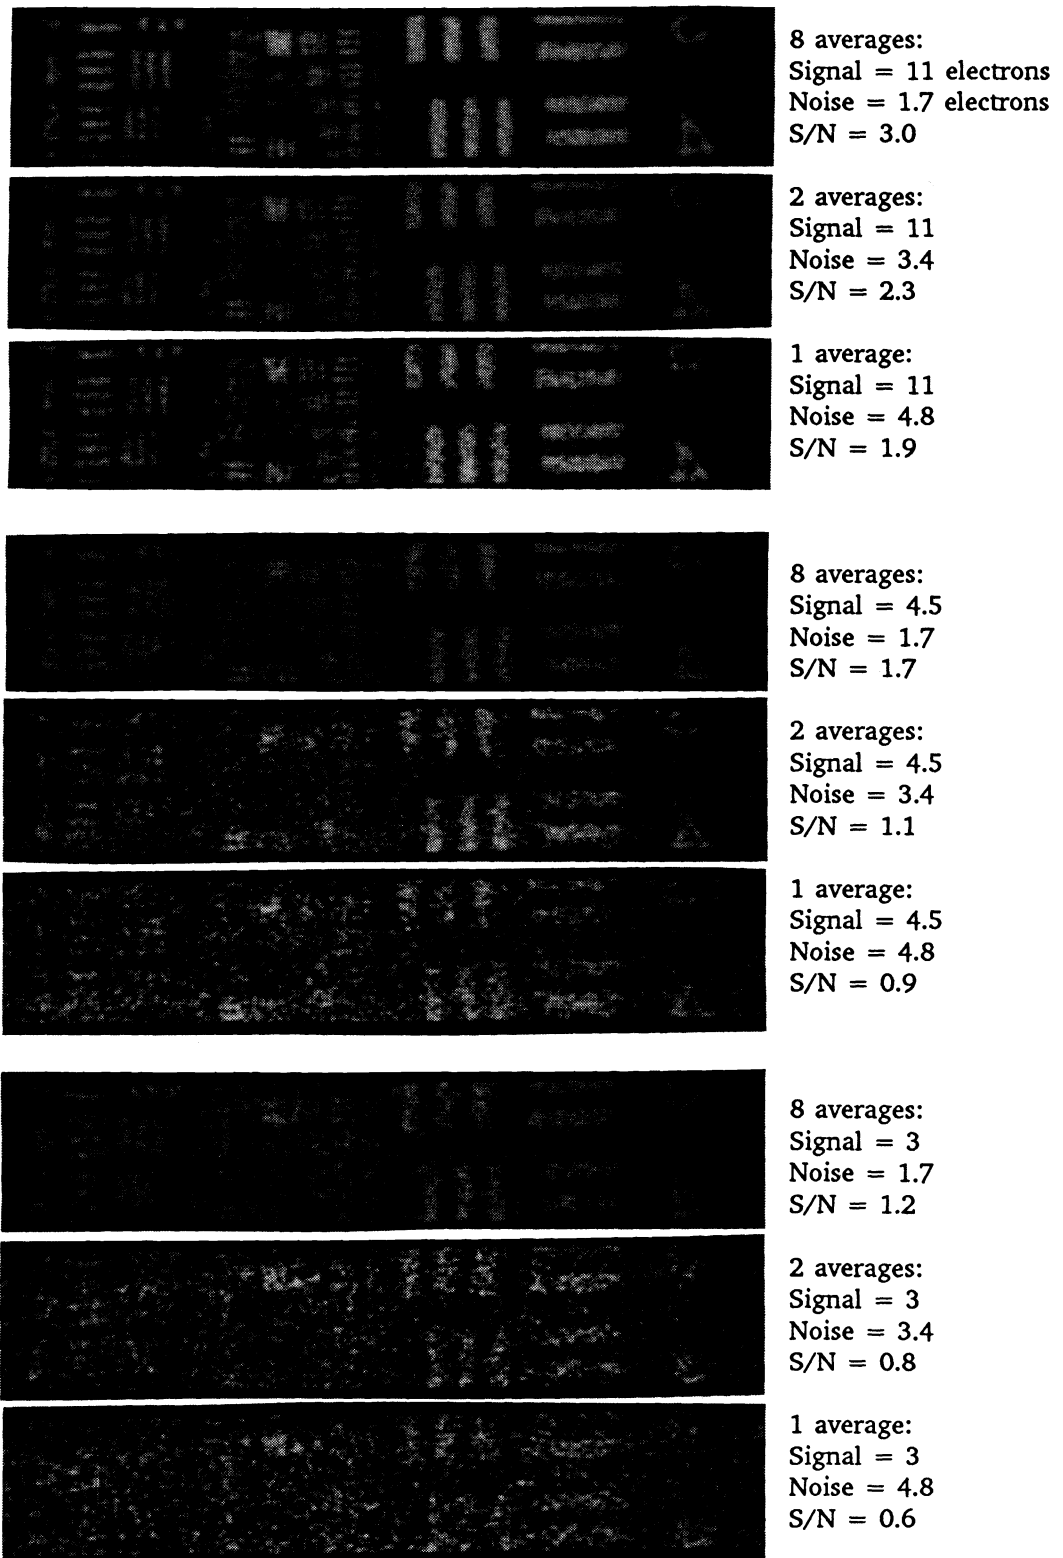 8 averages:
Signal = 11 electrons
Noise = 1.7 electrons
S/N = 3.0
2 averages:
Signal = 11
Noise = 3.4
S/N = 2.3
1 average:
Signal = 11
Noise = 4.8
S/N = 1.9
8 averages:
Signal = 4.5
Noise = 1.7
S/N = 1.7
2 averages:
Signal = 4.5
Noise = 3.4
S/N = 1.1
1 average:
Signal = 4.5
Noise = 4.8
S/N = 0.9
8 averages:
Signal = 3
Noise = 1.7
S/N = 1.2
2 averages:
Signal = 3
Noise = 3.4
S/N = 0.8
1 average:
Signal = 3
Noise = 4.8
S/N = 0.6